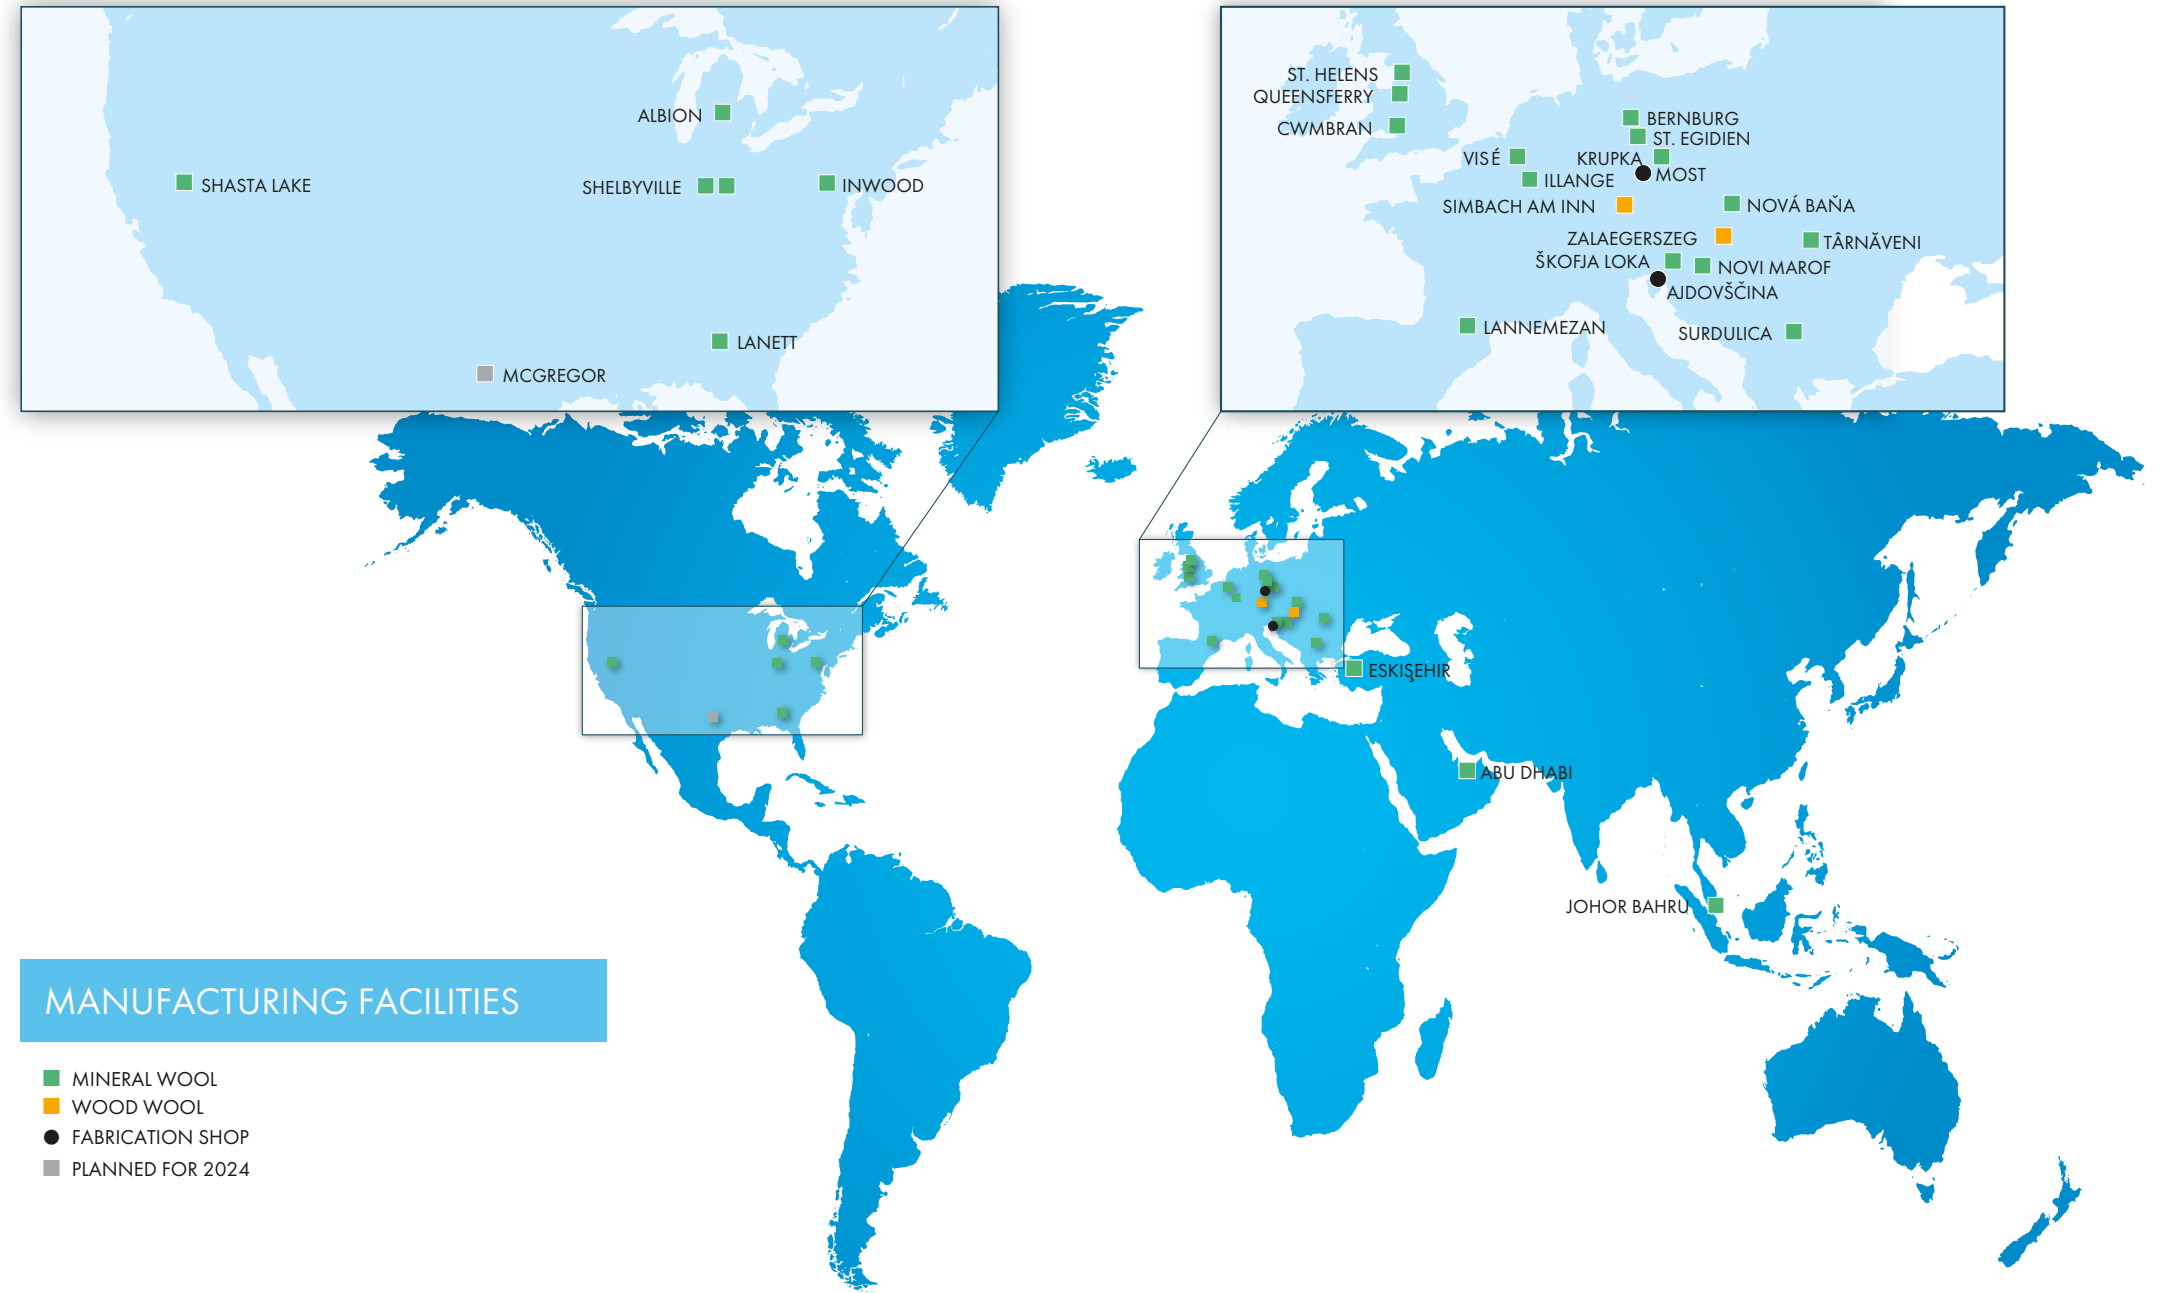 ALBION
SHASTA LAKE
SHELBYVILLE
INWOOD
LANETT
MCGREGOR
ST. HELENS
QUEENSFERRY
CWMBRAN
BERNBURG
ST. EGIDIEN
VISÉ
KRUPKA
MOST
ILLANGE
SIMBACH AM INN
NOVÁ BAŇA
ZALAEGERSZEG
TÂRNĂVENI
ŠKOFJA LOKA
NOVI MAROF
AJDOVŠČINA
LANNEMEZAN
SURDULICA
ESKIŞEHIR
ABU DHABI
JOHOR BAHRU
MANUFACTURING FACILITIES
MINERAL WOOL
WOOD WOOL
FABRICATION SHOP
PLANNED FOR 2024